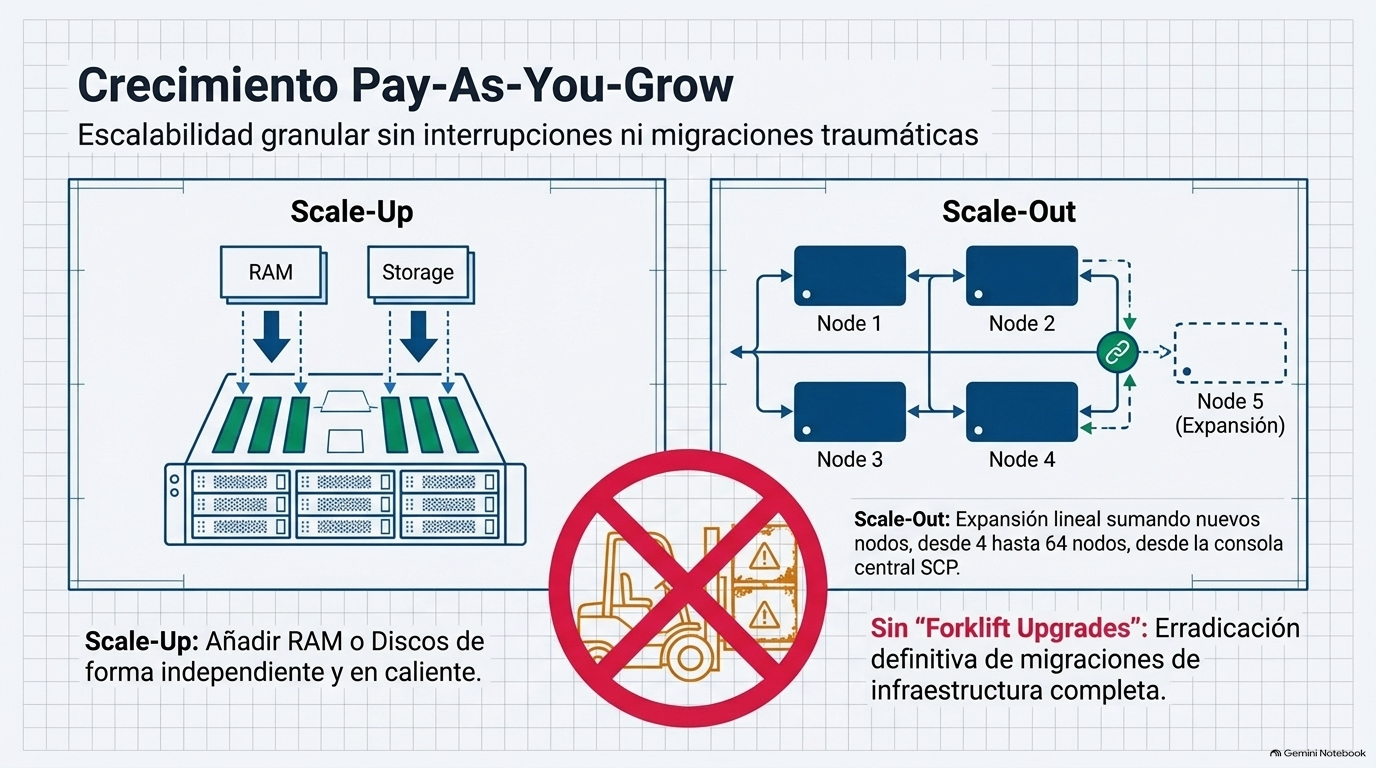 Crecimiento Pay-As-You-Grow
Escalabilidad granular sin interrupciones ni migraciones traumáticas
Scale-Up
RAM
Storage
Scale-Up: Añadir RAM o Discos de
forma independiente y en caliente.
Scale-Out
Node 1
Node 2
Node 3
Node 4
Node 5
(Expansión)
Scale-Out: Expansión lineal sumando nuevos
nodos, desde 4 hasta 64 nodos, desde la consola
central SCP.
Sin “Forklift Upgrades”: Erradicación
definitiva de migraciones de
infraestructura completa.
Gemini Notebook